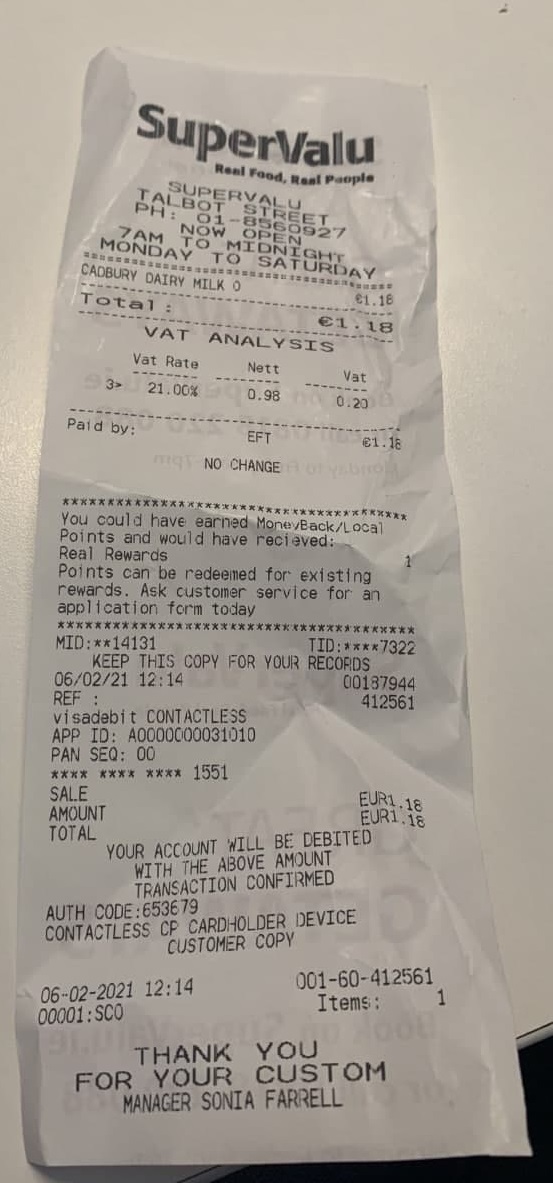 SuperValu
Real Food, Real People
SUPERVALU
TALBOT STREET
PH: 01-8560927
NOW OPEN
7AM TO MIDNIGHT
MONDAY TO SATURDAY
CADBURY DAIRY MILK O €1.18
Total: €1.18
VAT ANALYSIS
Vat Rate Nett Vat
3> 21.00% 0.98 0.20
Paid by: EFT €1.18
NO CHANGE
****************************************
You could have earned MoneyBack/Local
Points and would have recieved:
Real Rewards 1
Points can be redeemed for existing
rewards. Ask customer service for an
application form today
****************************************
MID:**14131 TID:****7322
KEEP THIS COPY FOR YOUR RECORDS
06/02/21 12:14 00187944
REF : 412561
visadebit CONTACTLESS
APP ID: A0000000031010
PAN SEQ: 00
**** **** **** 1551
SALE
AMOUNT EUR1.18
TOTAL EUR1.18
YOUR ACCOUNT WILL BE DEBITED
WITH THE ABOVE AMOUNT
TRANSACTION CONFIRMED
AUTH CODE:653679
CONTACTLESS CP CARDHOLDER DEVICE
CUSTOMER COPY
06-02-2021 12:14 001-60-412561
00001:SCO Items: 1
THANK YOU
FOR YOUR CUSTOM
MANAGER SONIA FARRELL